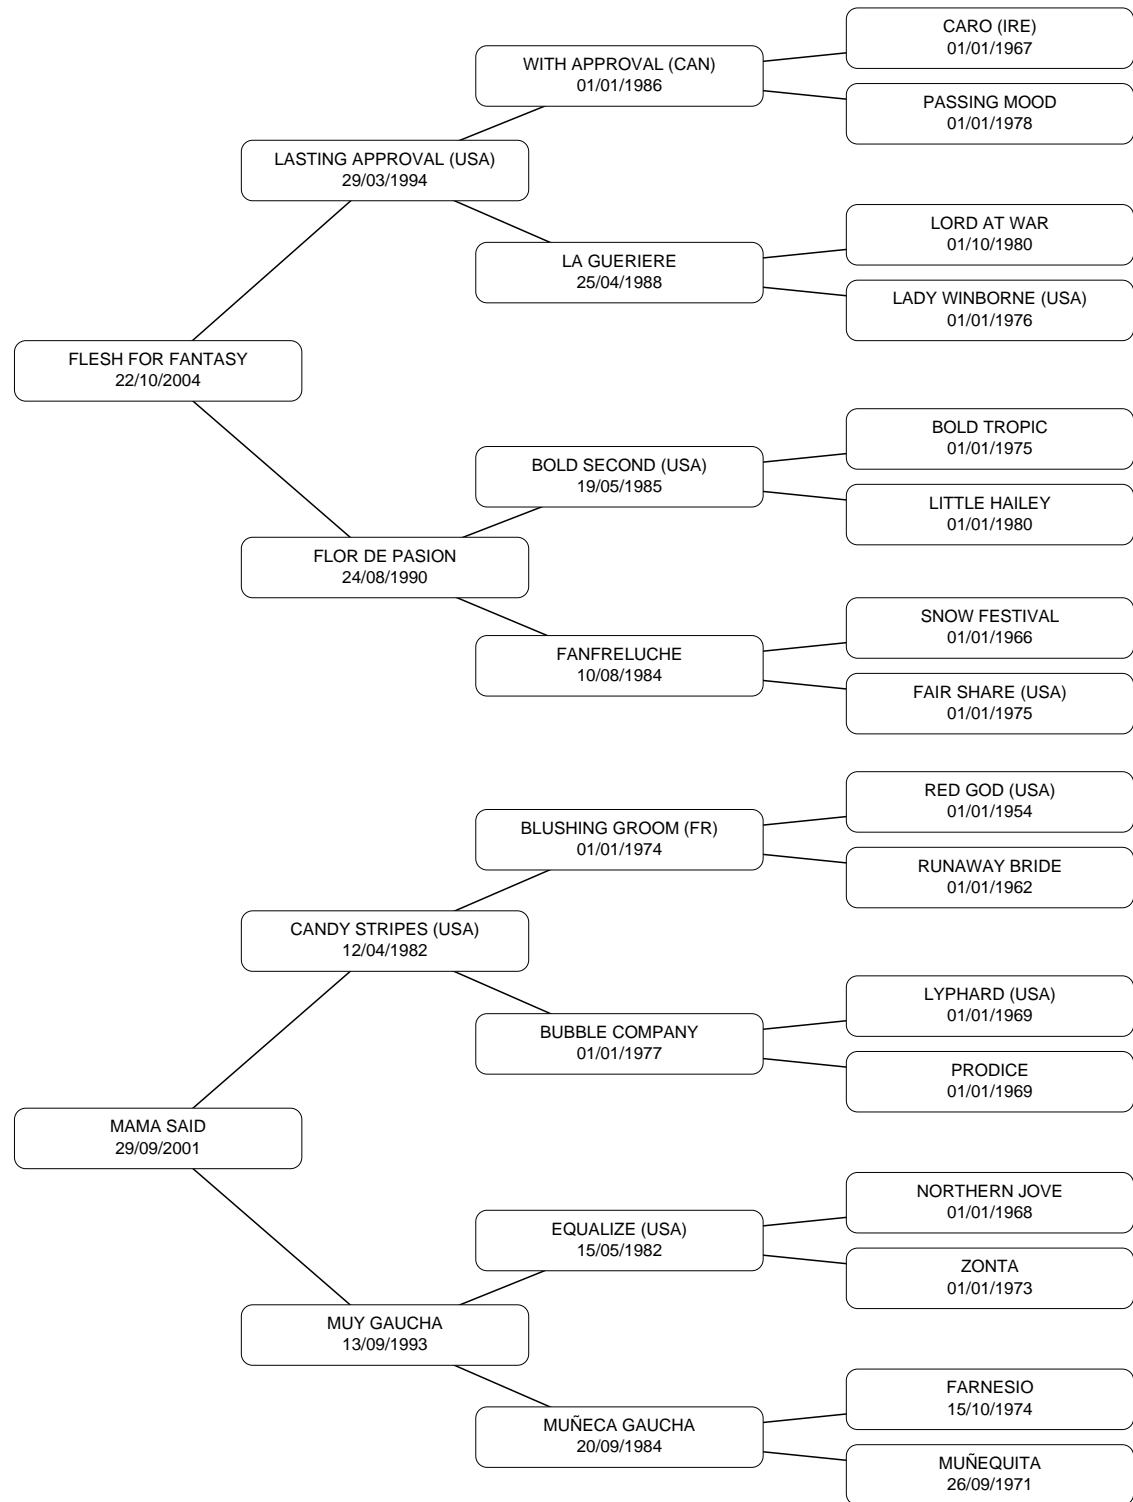 CARO (IRE)
01/01/1967
WITH APPROVAL (CAN)
01/01/1986
PASSING MOOD
01/01/1978
LASTING APPROVAL (USA)
29/03/1994
LORD AT WAR
01/10/1980
LA GUERIERE
25/04/1988
LADY WINBORNE (USA)
01/01/1976
FLESH FOR FANTASY
22/10/2004
BOLD TROPIC
01/01/1975
BOLD SECOND (USA)
19/05/1985
LITTLE HAILEY
01/01/1980
FLOR DE PASION
24/08/1990
SNOW FESTIVAL
01/01/1966
FANFRELUCHE
10/08/1984
FAIR SHARE (USA)
01/01/1975
RED GOD (USA)
01/01/1954
BLUSHING GROOM (FR)
01/01/1974
RUNAWAY BRIDE
01/01/1962
CANDY STRIPES (USA)
12/04/1982
LYPHARD (USA)
01/01/1969
BUBBLE COMPANY
01/01/1977
PRODICE
01/01/1969
MAMA SAID
29/09/2001
NORTHERN JOVE
01/01/1968
EQUALIZE (USA)
15/05/1982
ZONTA
01/01/1973
MUY GAUCHA
13/09/1993
FARNESIO
15/10/1974
MUÑECA GAUCHA
20/09/1984
MUÑEQUITA
26/09/1971